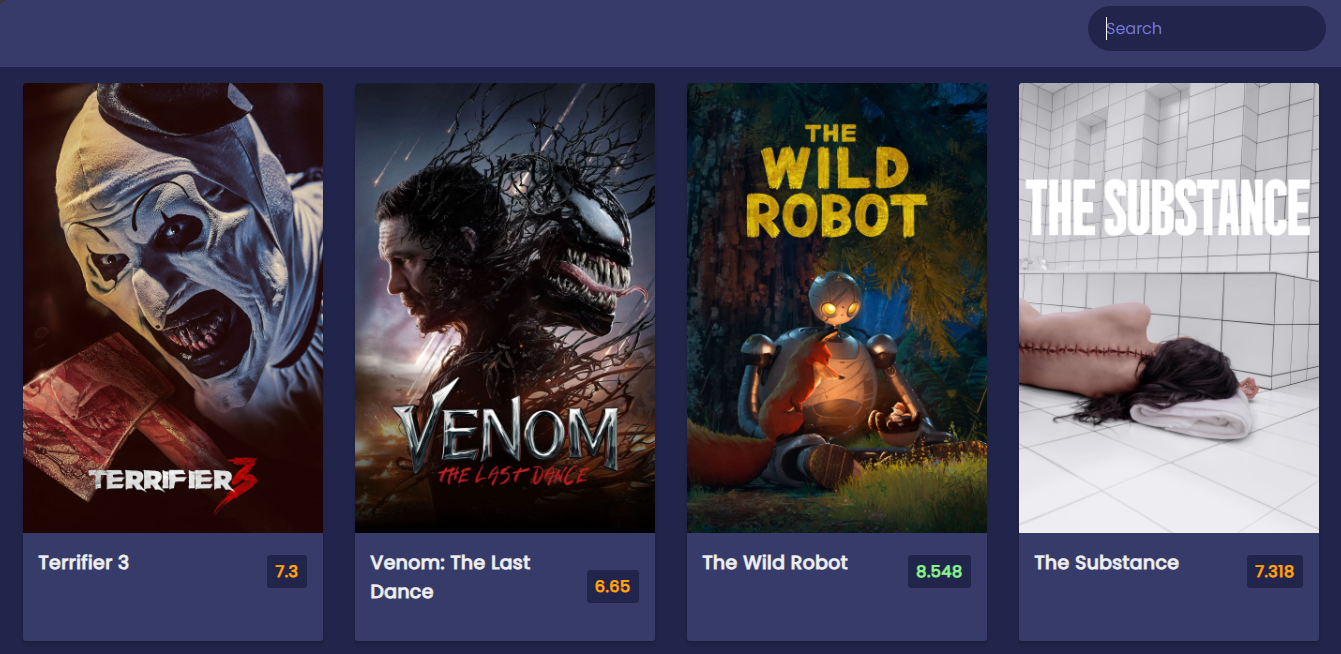 Search
TERRIFIER 3
VENOM
THE LAST DANCE
THE
WILD
ROBOT
THE SUBSTANCE
Terrifier 3
7.3
Venom: The Last
Dance
6.65
The Wild Robot
8.548
The Substance
7.318